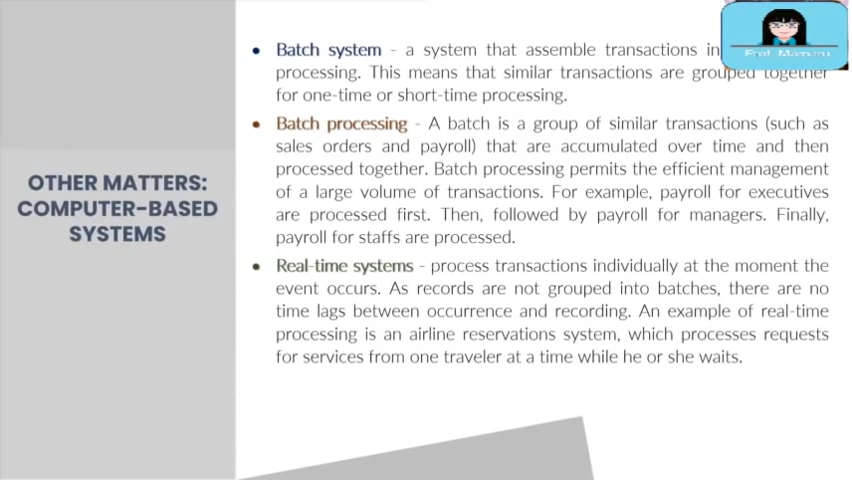 OTHER MATTERS:
COMPUTER-BASED
SYSTEMS
• Batch system - a system that assemble transactions in
processing. This means that similar transactions are grouped together
for one-time or short-time processing.
• Batch processing - A batch is a group of similar transactions (such as
sales orders and payroll) that are accumulated over time and then
processed together. Batch processing permits the efficient management
of a large volume of transactions. For example, payroll for executives
are processed first. Then, followed by payroll for managers. Finally,
payroll for staffs are processed.
• Real-time systems - process transactions individually at the moment the
event occurs. As records are not grouped into batches, there are no
time lags between occurrence and recording. An example of real-time
processing is an airline reservations system, which processes requests
for services from one traveler at a time while he or she waits.